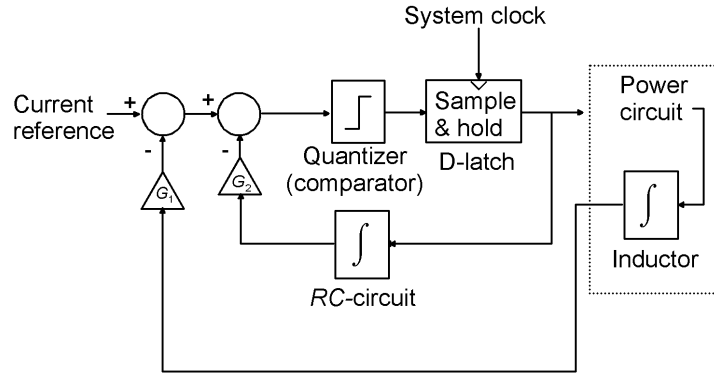 System clock
Current
reference
+
-
+
-
G1
G2
Quantizer
(comparator)
Sample
& hold
D-latch
Power
circuit
∫
Inductor
∫
RC-circuit